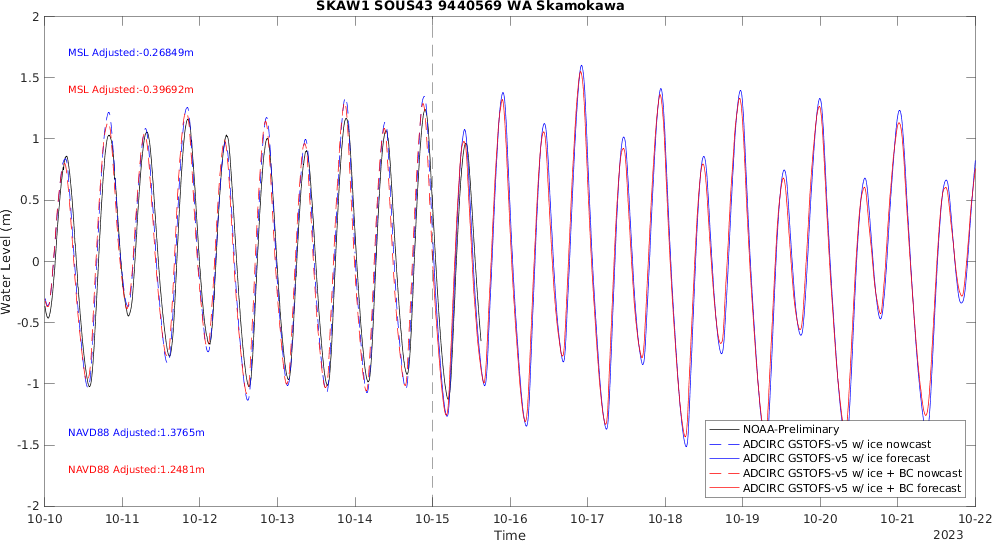 SKAW1 SOUS43 9440569 WA Skamokawa
MSL Adjusted:-0.26849m
MSL Adjusted:-0.39692m
NAVD88 Adjusted:1.3765m
NAVD88 Adjusted:1.2481m
Water Level (m)
2
1.5
1
0.5
0
-0.5
-1
-1.5
-2
NOAA-Preliminary
ADCIRC GSTOFS-v5 w/ ice nowcast
ADCIRC GSTOFS-v5 w/ ice forecast
ADCIRC GSTOFS-v5 w/ ice + BC nowcast
ADCIRC GSTOFS-v5 w/ ice + BC forecast
10-10 10-11 10-12 10-13 10-14 10-15 10-16 10-17 10-18 10-19 10-20 10-21 10-22
Time
2023